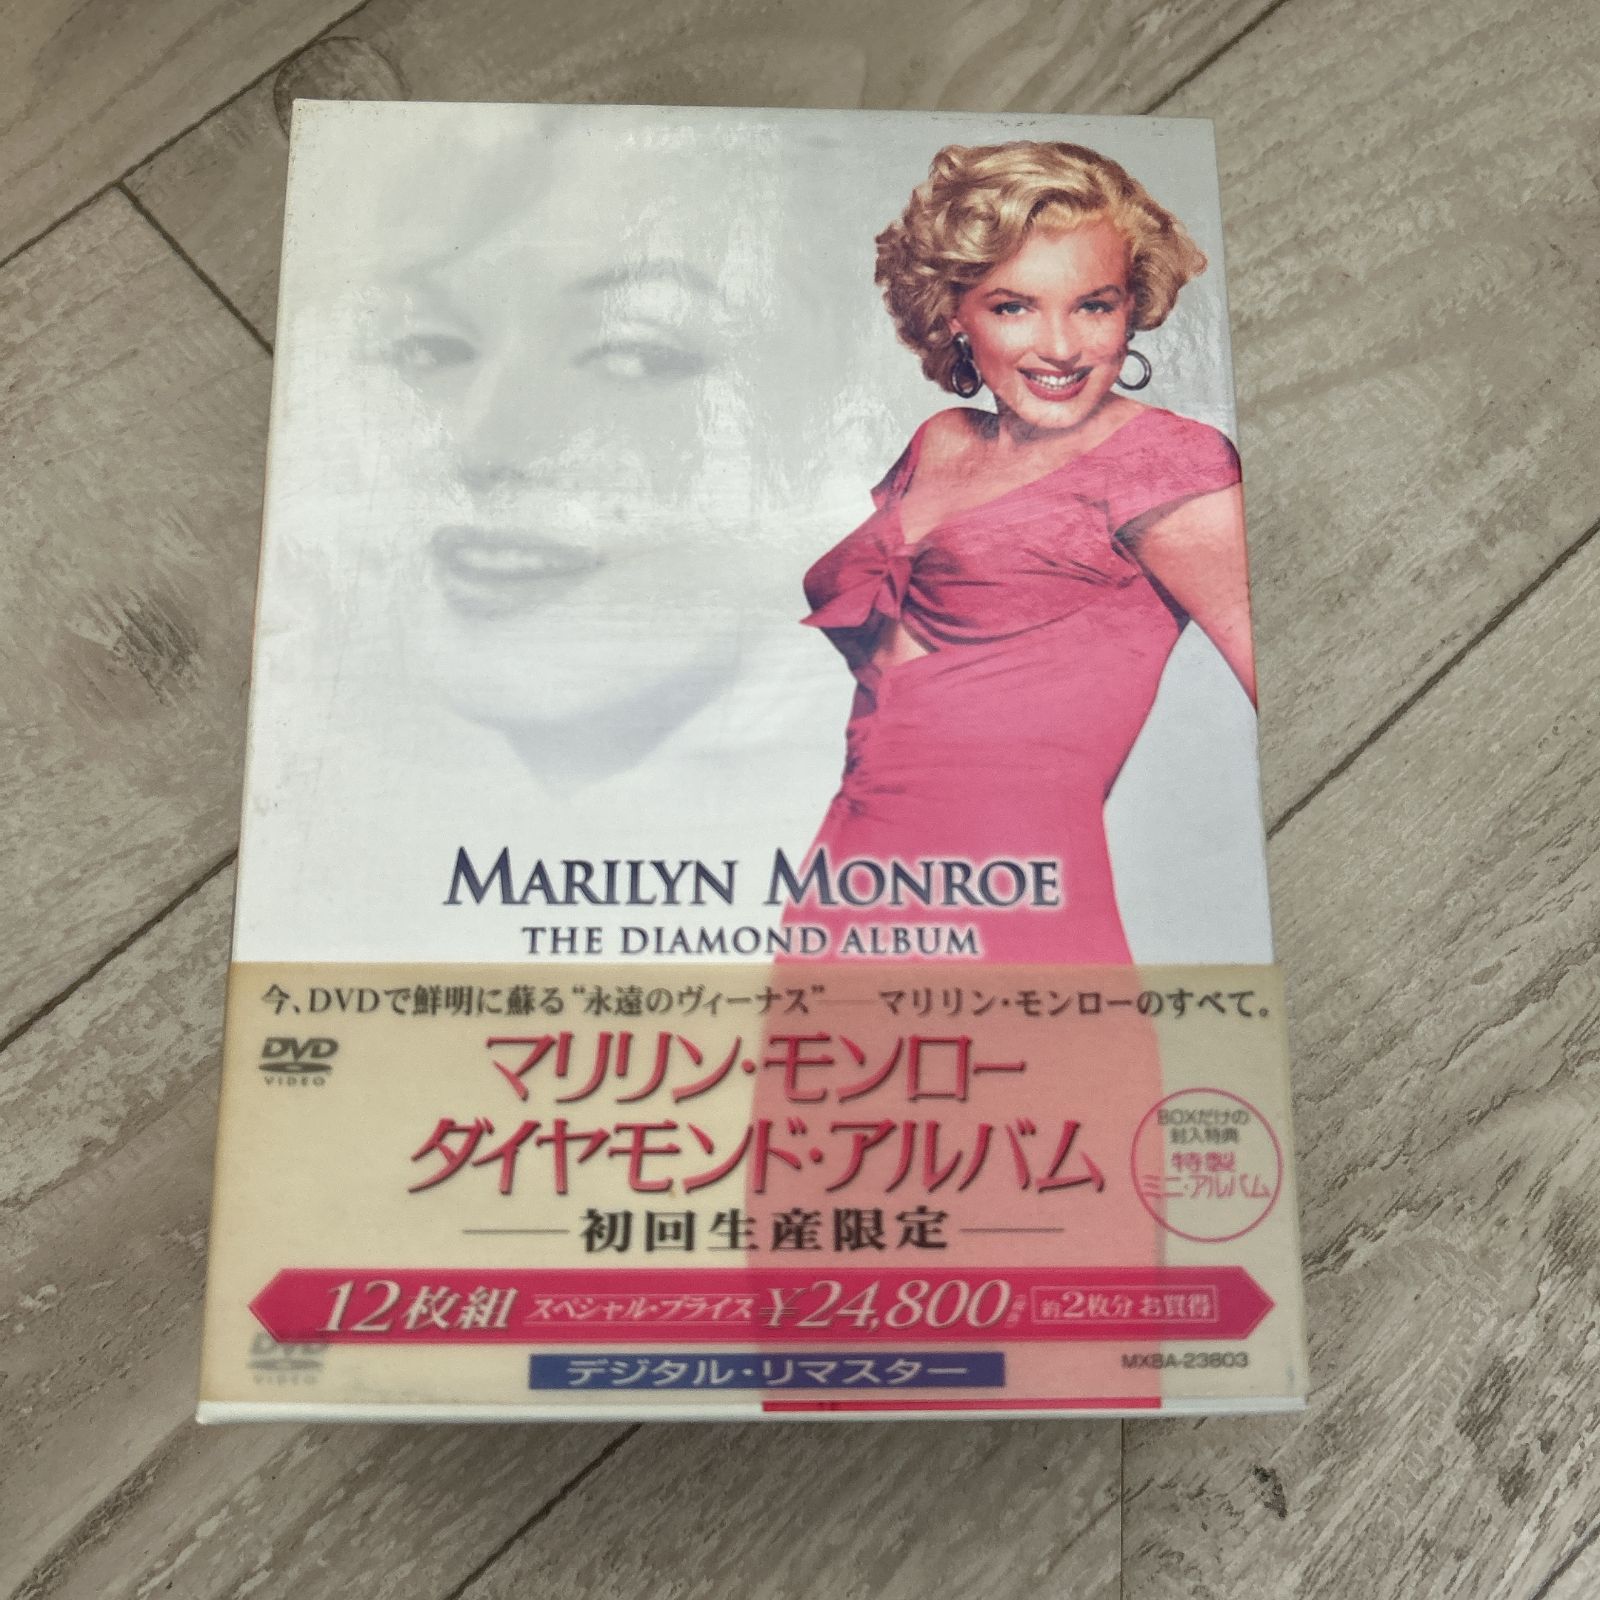 MARILYN MONROE
THE DIAMOND ALBUM
今、DVDで鮮明に蘇る“永遠のヴィーナス”──マリリン・モンローのすべて。
DVD
VIDEO
マリリン・モンロー
ダイヤモンド・アルバム
BOXだけの
封入特典
特製
ミニ・アルバム
初回生産限定
12枚組 スペシャル・プライス ¥24,800 約2枚分お買得
DVD
VIDEO
デジタル・リマスター
MXBA-23803